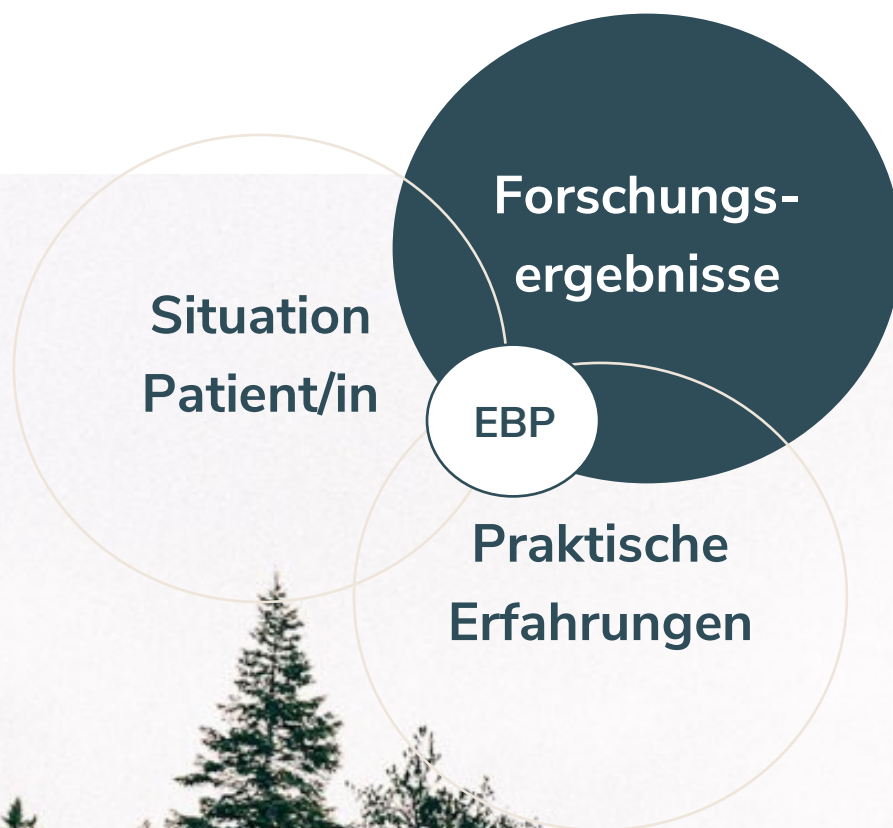 Forschungs-
ergebnisse
Situation
Patient/in
EBP
Praktische
Erfahrungen